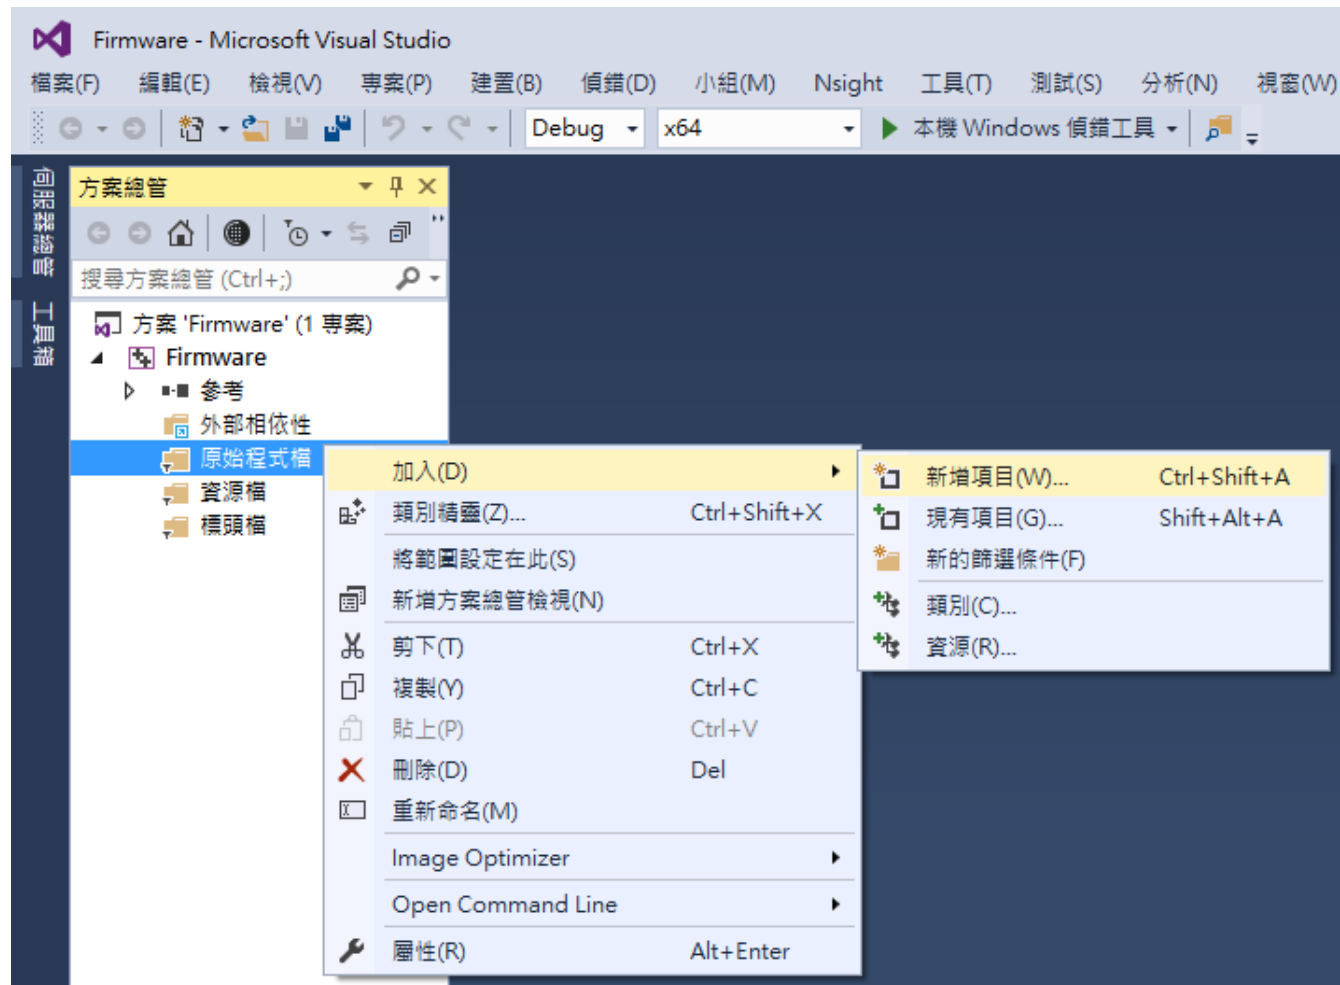 Firmware - Microsoft Visual Studio
檔案(F) 編輯(E) 檢視(V) 專案(P) 建置(B) 偵錯(D) 小組(M) Nsight 工具(T) 測試(S) 分析(N) 視窗(W)
Debug x64 本機 Windows 偵錯工具
伺服器總管
工具箱
方案總管
搜尋方案總管 (Ctrl+;)
方案 'Firmware' (1 專案)
Firmware
參考
外部相依性
原始程式檔
資源檔
標頭檔
加入(D)
類別精靈(Z)... Ctrl+Shift+X
將範圍設定在此(S)
新增方案總管檢視(N)
剪下(T) Ctrl+X
複製(Y) Ctrl+C
貼上(P) Ctrl+V
刪除(D) Del
重新命名(M)
Image Optimizer
Open Command Line
屬性(R) Alt+Enter
新增項目(W)... Ctrl+Shift+A
現有項目(G)... Shift+Alt+A
新的篩選條件(F)
類別(C)...
資源(R)...